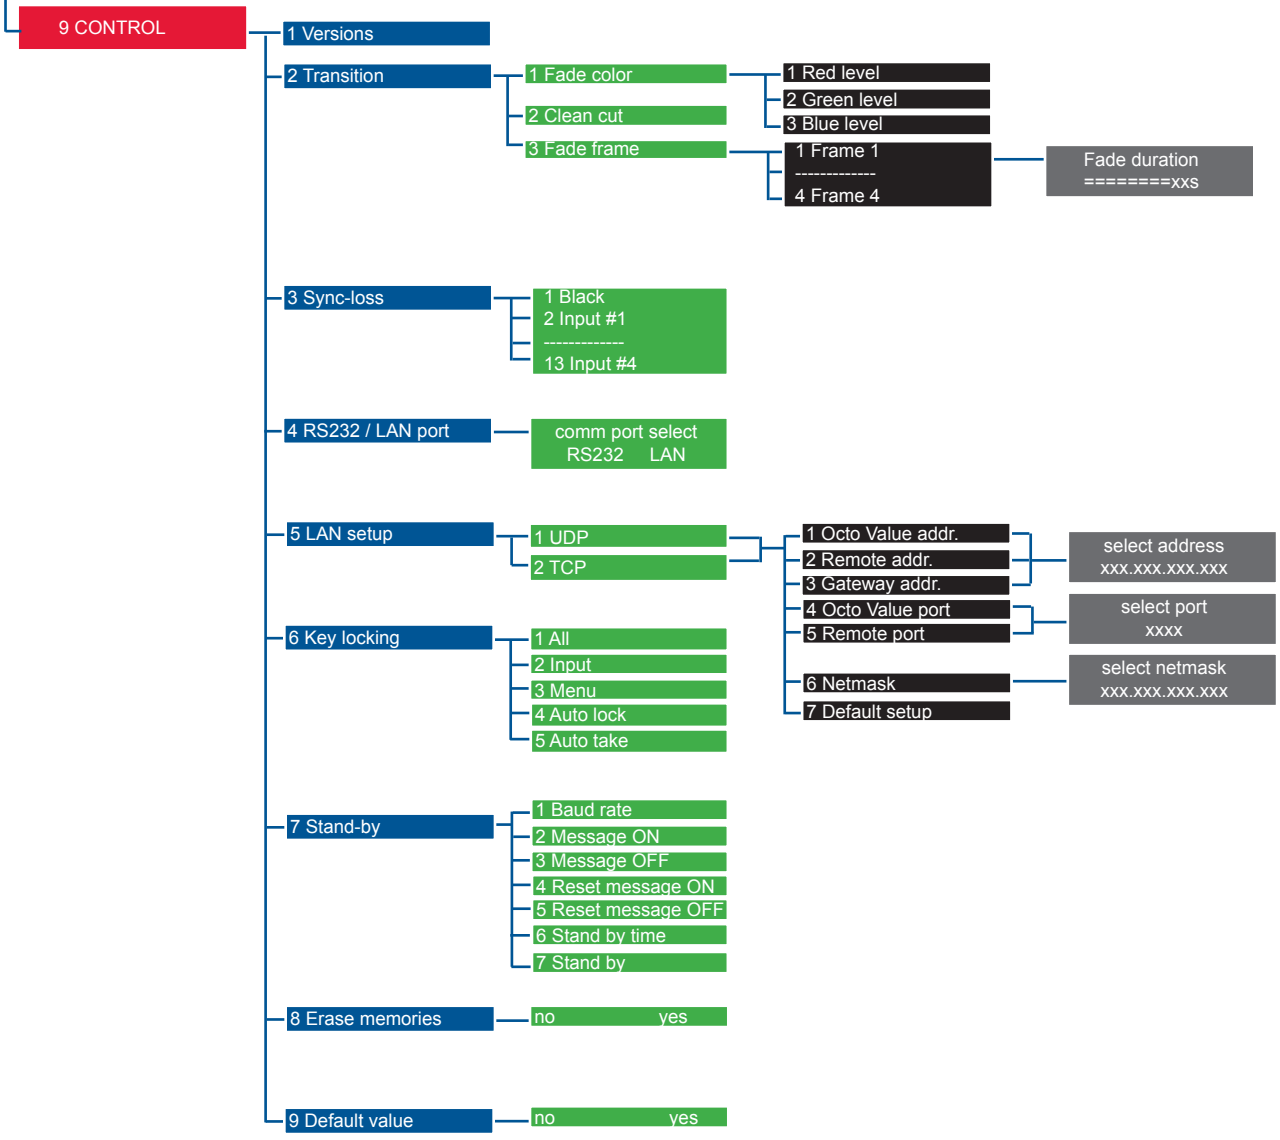 9 CONTROL
1 Versions
2 Transition
1 Fade color
1 Red level
2 Green level
3 Blue level
2 Clean cut
3 Fade frame
1 Frame 1
-------------
4 Frame 4
Fade duration
========xxs
3 Sync-loss
1 Black
2 Input #1
-------------
13 Input #4
4 RS232 / LAN port
comm port select
RS232 LAN
5 LAN setup
1 UDP
2 TCP
1 Octo Value addr.
2 Remote addr.
3 Gateway addr.
select address
xxx.xxx.xxx.xxx
4 Octo Value port
5 Remote port
select port
xxxx
6 Netmask
select netmask
xxx.xxx.xxx.xxx
7 Default setup
6 Key locking
1 All
2 Input
3 Menu
4 Auto lock
5 Auto take
7 Stand-by
1 Baud rate
2 Message ON
3 Message OFF
4 Reset message ON
5 Reset message OFF
6 Stand by time
7 Stand by
8 Erase memories
no yes
9 Default value
no yes